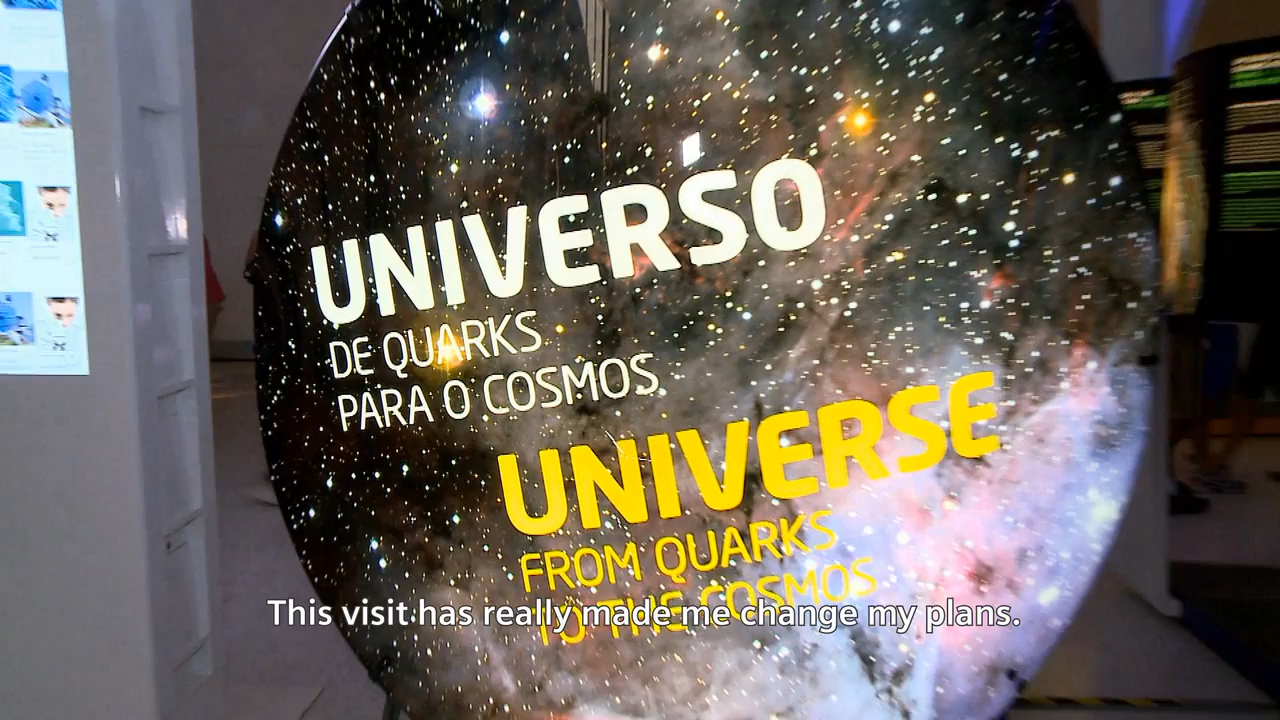 UNIVERSO
DE QUARKS
PARA O COSMOS
UNIVERSE
FROM QUARKS
TO THE COSMOS
This visit has really made me change my plans.